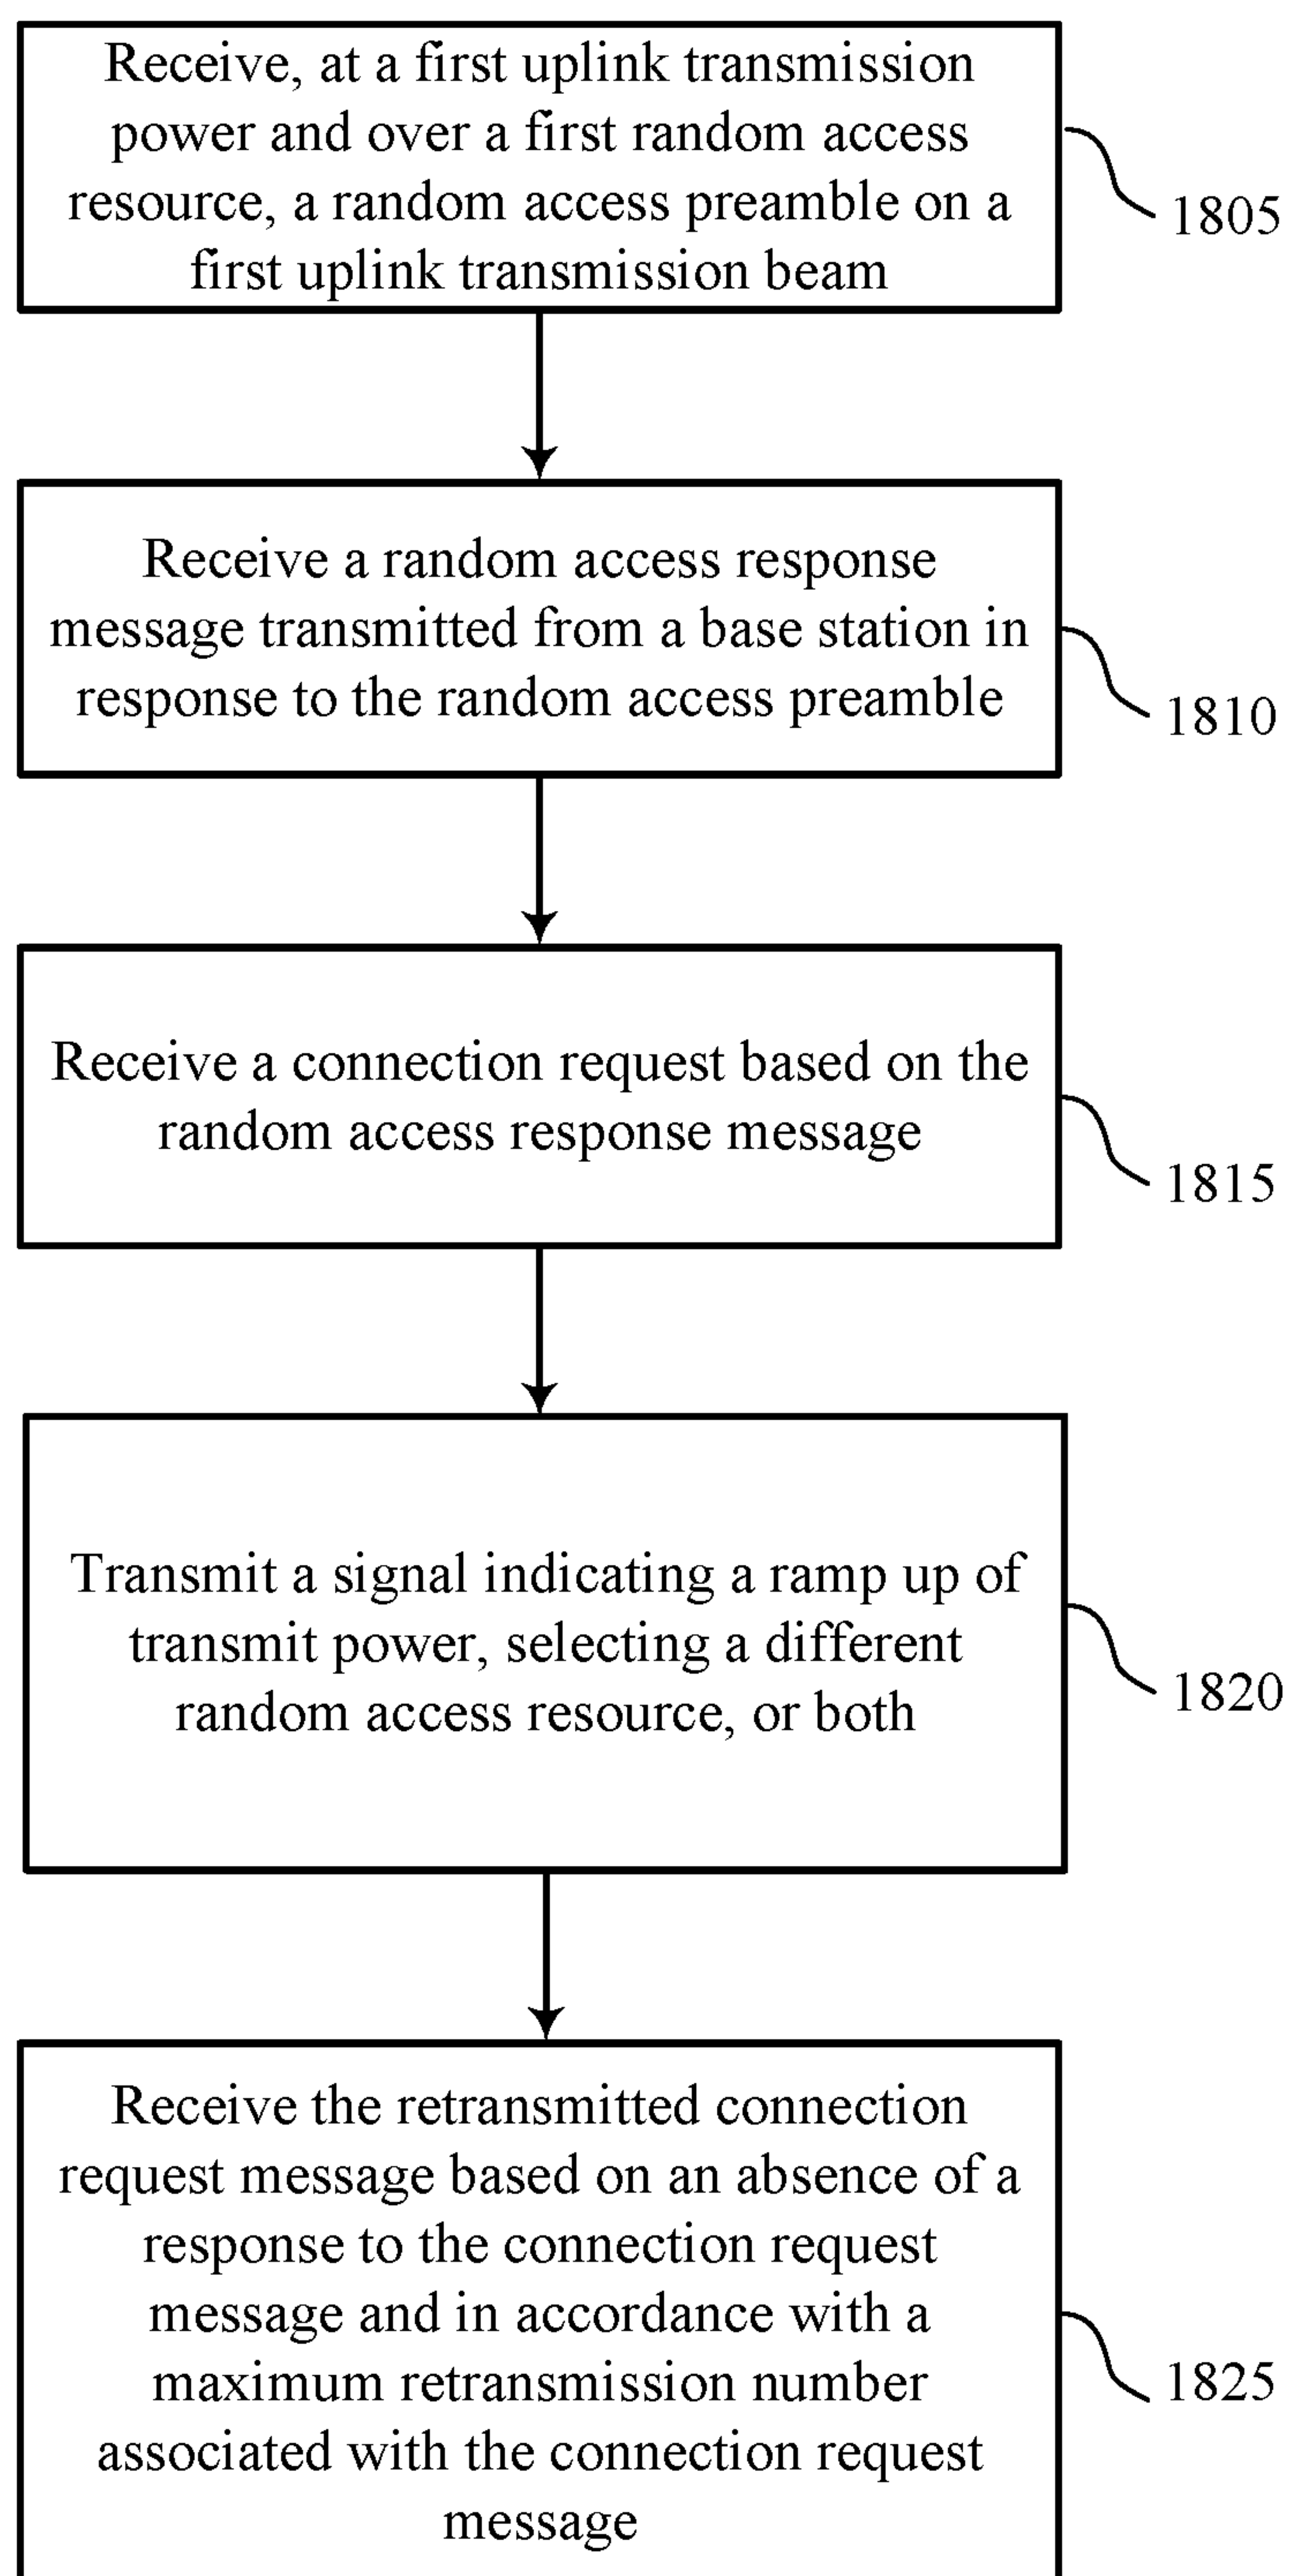 Receive, at a first uplink transmission
power and over a first random access
resource, a random access preamble on a
first uplink transmission beam
1805
Receive a random access response
message transmitted from a base station in
response to the random access preamble
1810
Receive a connection request based on the
random access response message
1815
Transmit a signal indicating a ramp up of
transmit power, selecting a different
random access resource, or both
1820
Receive the retransmitted connection
request message based on an absence of a
response to the connection request
message and in accordance with a
maximum retransmission number
associated with the connection request
message
1825